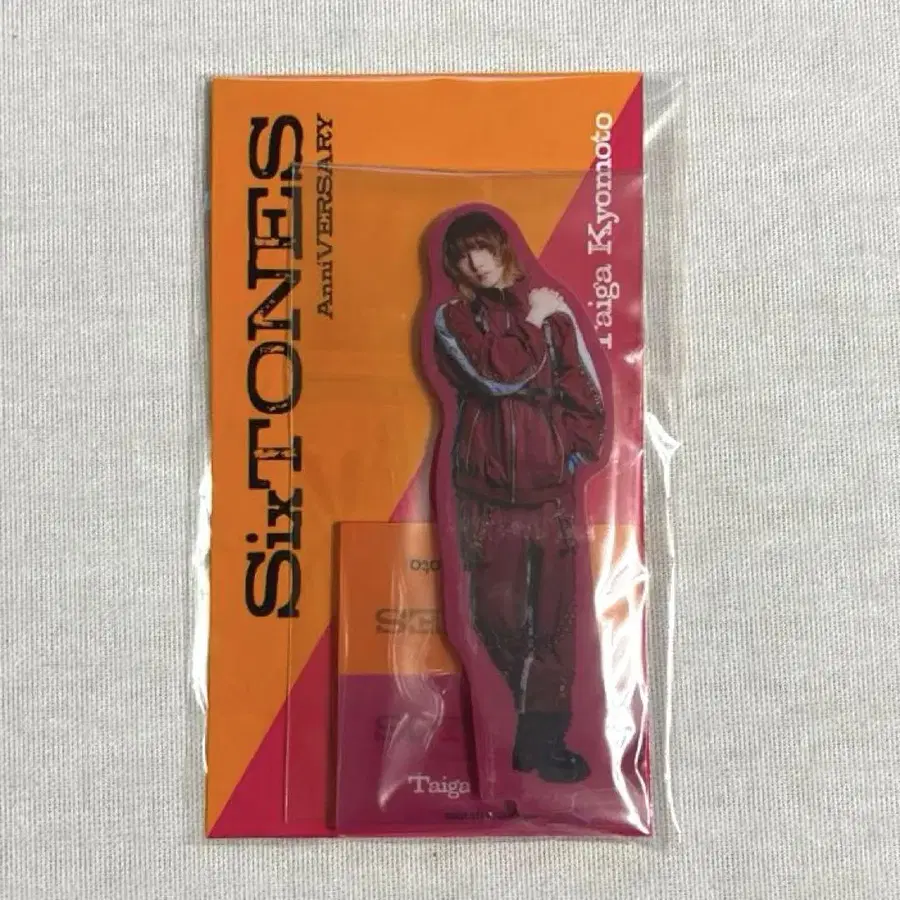 SixTONES
AnniVERSARY
Taiga Kyomoto
Taiga